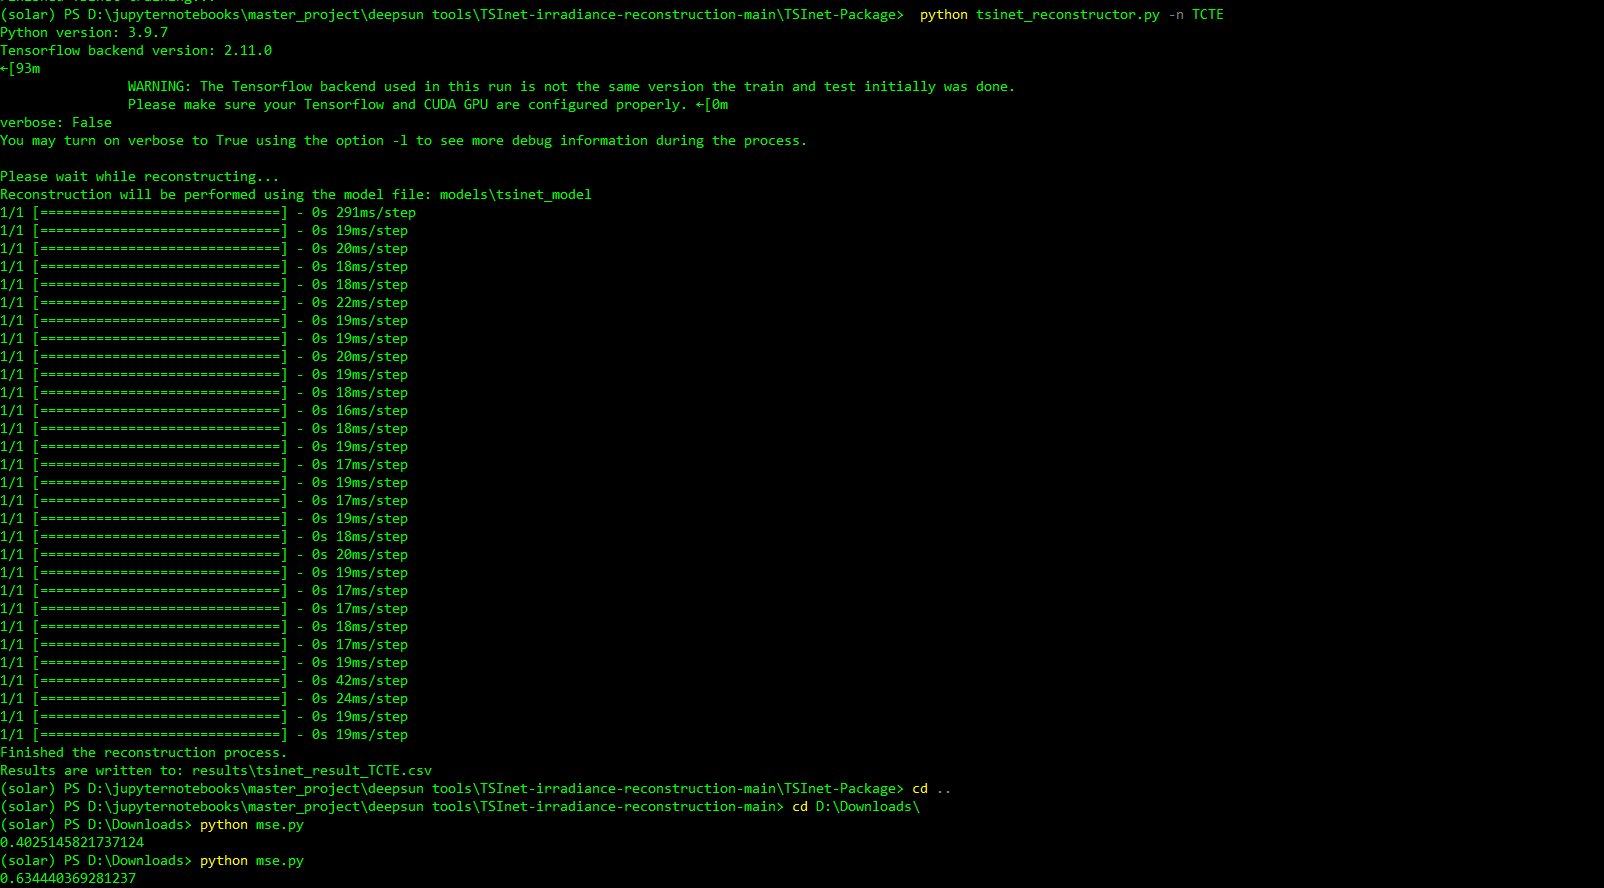 (solar) PS D:\jupyternotebooks\master_project\deepsun tools\TSInet-irradiance-reconstruction-main\TSInet-Package>  python tsinet_reconstructor.py -n TCTE
Python version: 3.9.7
Tensorflow backend version: 2.11.0
←[93m
                WARNING: The Tensorflow backend used in this run is not the same version the train and test initially was done.
                Please make sure your Tensorflow and CUDA GPU are configured properly. ←[0m
verbose: False
You may turn on verbose to True using the option -l to see more debug information during the process.

Please wait while reconstructing...
Reconstruction will be performed using the model file: models\tsinet_model
1/1 [==============================] - 0s 291ms/step
1/1 [==============================] - 0s 19ms/step
1/1 [==============================] - 0s 20ms/step
1/1 [==============================] - 0s 18ms/step
1/1 [==============================] - 0s 18ms/step
1/1 [==============================] - 0s 22ms/step
1/1 [==============================] - 0s 19ms/step
1/1 [==============================] - 0s 19ms/step
1/1 [==============================] - 0s 20ms/step
1/1 [==============================] - 0s 19ms/step
1/1 [==============================] - 0s 18ms/step
1/1 [==============================] - 0s 16ms/step
1/1 [==============================] - 0s 18ms/step
1/1 [==============================] - 0s 19ms/step
1/1 [==============================] - 0s 17ms/step
1/1 [==============================] - 0s 19ms/step
1/1 [==============================] - 0s 17ms/step
1/1 [==============================] - 0s 19ms/step
1/1 [==============================] - 0s 18ms/step
1/1 [==============================] - 0s 20ms/step
1/1 [==============================] - 0s 19ms/step
1/1 [==============================] - 0s 17ms/step
1/1 [==============================] - 0s 17ms/step
1/1 [==============================] - 0s 18ms/step
1/1 [==============================] - 0s 17ms/step
1/1 [==============================] - 0s 19ms/step
1/1 [==============================] - 0s 42ms/step
1/1 [==============================] - 0s 24ms/step
1/1 [==============================] - 0s 19ms/step
1/1 [==============================] - 0s 19ms/step
Finished the reconstruction process.
Results are written to: results\tsinet_result_TCTE.csv
(solar) PS D:\jupyternotebooks\master_project\deepsun tools\TSInet-irradiance-reconstruction-main\TSInet-Package> cd ..
(solar) PS D:\jupyternotebooks\master_project\deepsun tools\TSInet-irradiance-reconstruction-main> cd D:\Downloads\
(solar) PS D:\Downloads> python mse.py
0.4025145821737124
(solar) PS D:\Downloads> python mse.py
0.634440369281237